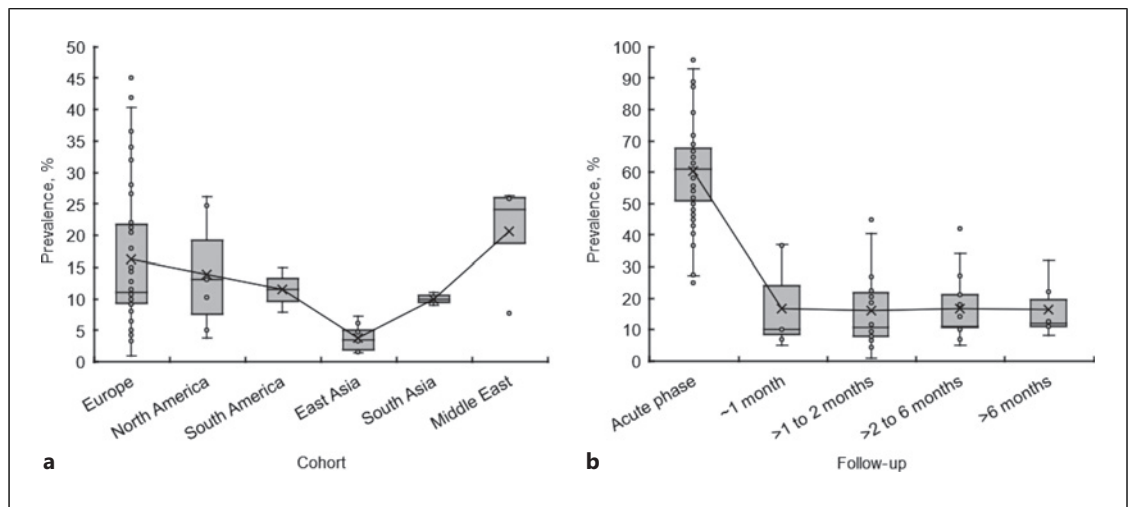 50
45
40
35
30
25
20
15
10
5
0
Prevalence, %
Europe
North America
South America
East Asia
South Asia
Middle East
a
Cohort
100
90
80
70
60
50
40
30
20
10
0
Prevalence, %
Acute phase
~1 month
>1 to 2 months
>2 to 6 months
>6 months
b
Follow-up